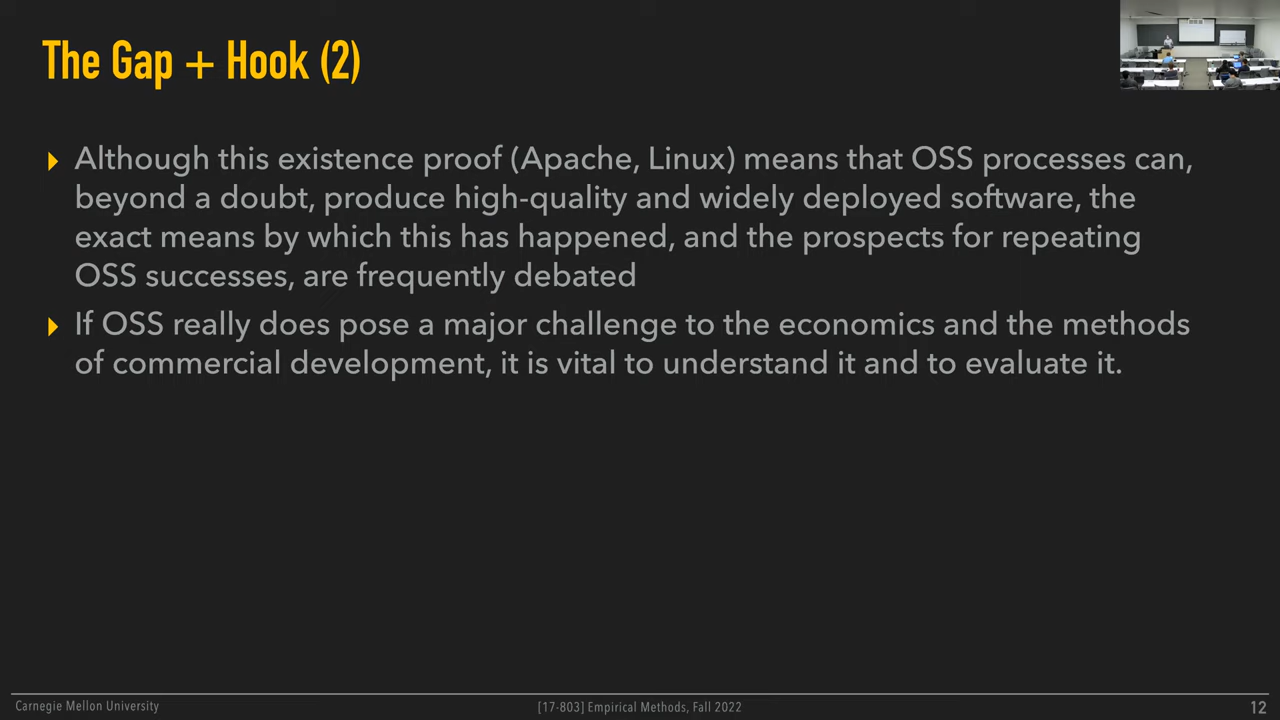 The Gap + Hook (2)
Although this existence proof (Apache, Linux) means that OSS processes can,
beyond a doubt, produce high-quality and widely deployed software, the
exact means by which this has happened, and the prospects for repeating
OSS successes, are frequently debated
If OSS really does pose a major challenge to the economics and the methods
of commercial development, it is vital to understand it and to evaluate it.
Carnegie Mellon University
[17-803] Empirical Methods, Fall 2022
12